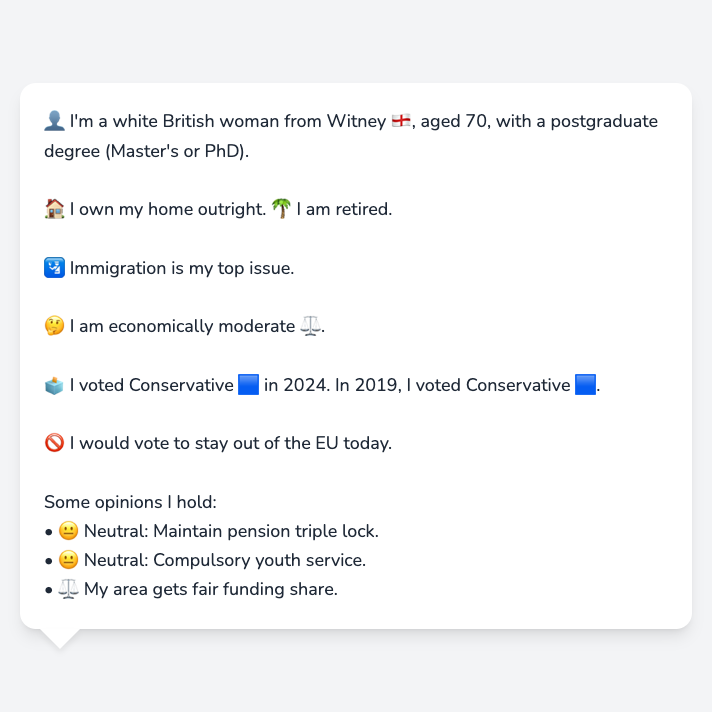 👤 I'm a white British woman from Witney 🏴󠁧󠁢󠁥󠁮󠁧󠁿, aged 70, with a postgraduate
degree (Master's or PhD).
🏠 I own my home outright. 🌴 I am retired.
🛂 Immigration is my top issue.
🤔 I am economically moderate ⚖️.
🗳️ I voted Conservative 🟦 in 2024. In 2019, I voted Conservative 🟦.
🚫 I would vote to stay out of the EU today.
Some opinions I hold:
• 😐 Neutral: Maintain pension triple lock.
• 😐 Neutral: Compulsory youth service.
• ⚖️ My area gets fair funding share.